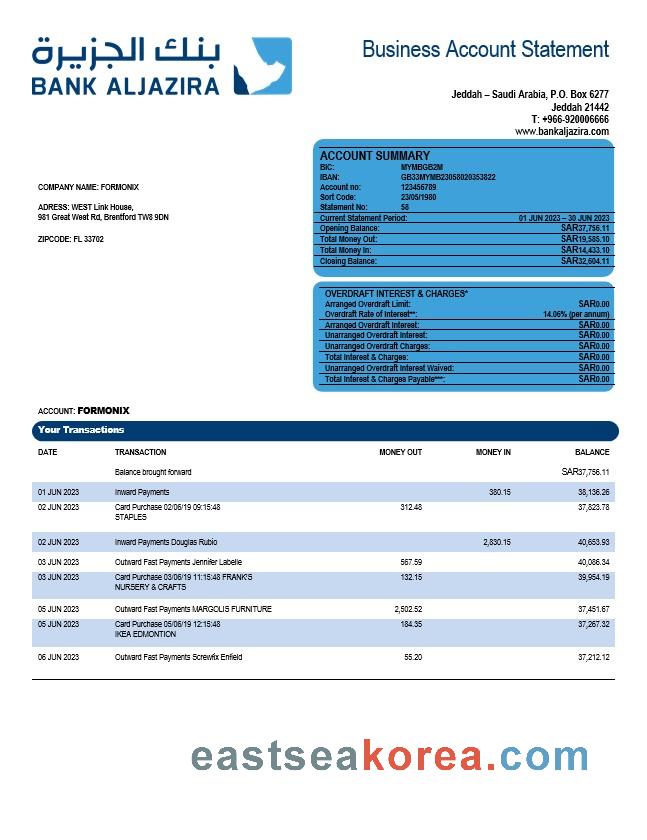 بنك الجزيرة
BANK ALJAZIRA
Business Account Statement
Jeddah – Saudi Arabia, P.O. Box 6277
Jeddah 21442
T: +966-920006666
www.bankaljazira.com
COMPANY NAME: FORMONIX
ADRESS: WEST Link House,
981 Great West Rd, Brentford TW8 9DN
ZIPCODE: FL 33702
ACCOUNT SUMMARY
BIC: MYMBGB2M
IBAN: GB33MYMB23058020353822
Account no: 123456789
Sort Code: 23/05/1980
Statement No: 58
Current Statement Period: 01 JUN 2023 – 30 JUN 2023
Opening Balance: SAR37,756.11
Total Money Out: SAR19,585.10
Total Money In: SAR14,433.10
Closing Balance: SAR32,604.11
OVERDRAFT INTEREST & CHARGES*
Arranged Overdraft Limit: SAR0.00
Overdraft Rate of Interest**: 14.06% (per annum)
Arranged Overdraft Interest: SAR0.00
Unarranged Overdraft Interest: SAR0.00
Unarranged Overdraft Charges: SAR0.00
Total Interest & Charges: SAR0.00
Unarranged Overdraft Interest Waived: SAR0.00
Total Interest & Charges Payable***: SAR0.00
ACCOUNT: FORMONIX
Your Transactions
DATE TRANSACTION MONEY OUT MONEY IN BALANCE
Balance brought forward SAR37,756.11
01 JUN 2023 Inward Payments 380.15 38,136.26
02 JUN 2023 Card Purchase 02/06/19 09:15:48 312.48 37,823.78
STAPLES
02 JUN 2023 Inward Payments Douglas Rubio 2,830.15 40,653.93
03 JUN 2023 Outward Fast Payments Jennifer Labelle 567.59 40,086.34
03 JUN 2023 Card Purchase 03/06/19 11:15:48 FRANK'S 132.15 39,954.19
NURSERY & CRAFTS
05 JUN 2023 Outward Fast Payments MARGOLIS FURNITURE 2,502.52 37,451.67
05 JUN 2023 Card Purchase 05/06/19 12:15:48 184.35 37,267.32
IKEA EDMONTION
06 JUN 2023 Outward Fast Payments Screwfix Enfield 55.20 37,212.12
eastseakorea.com